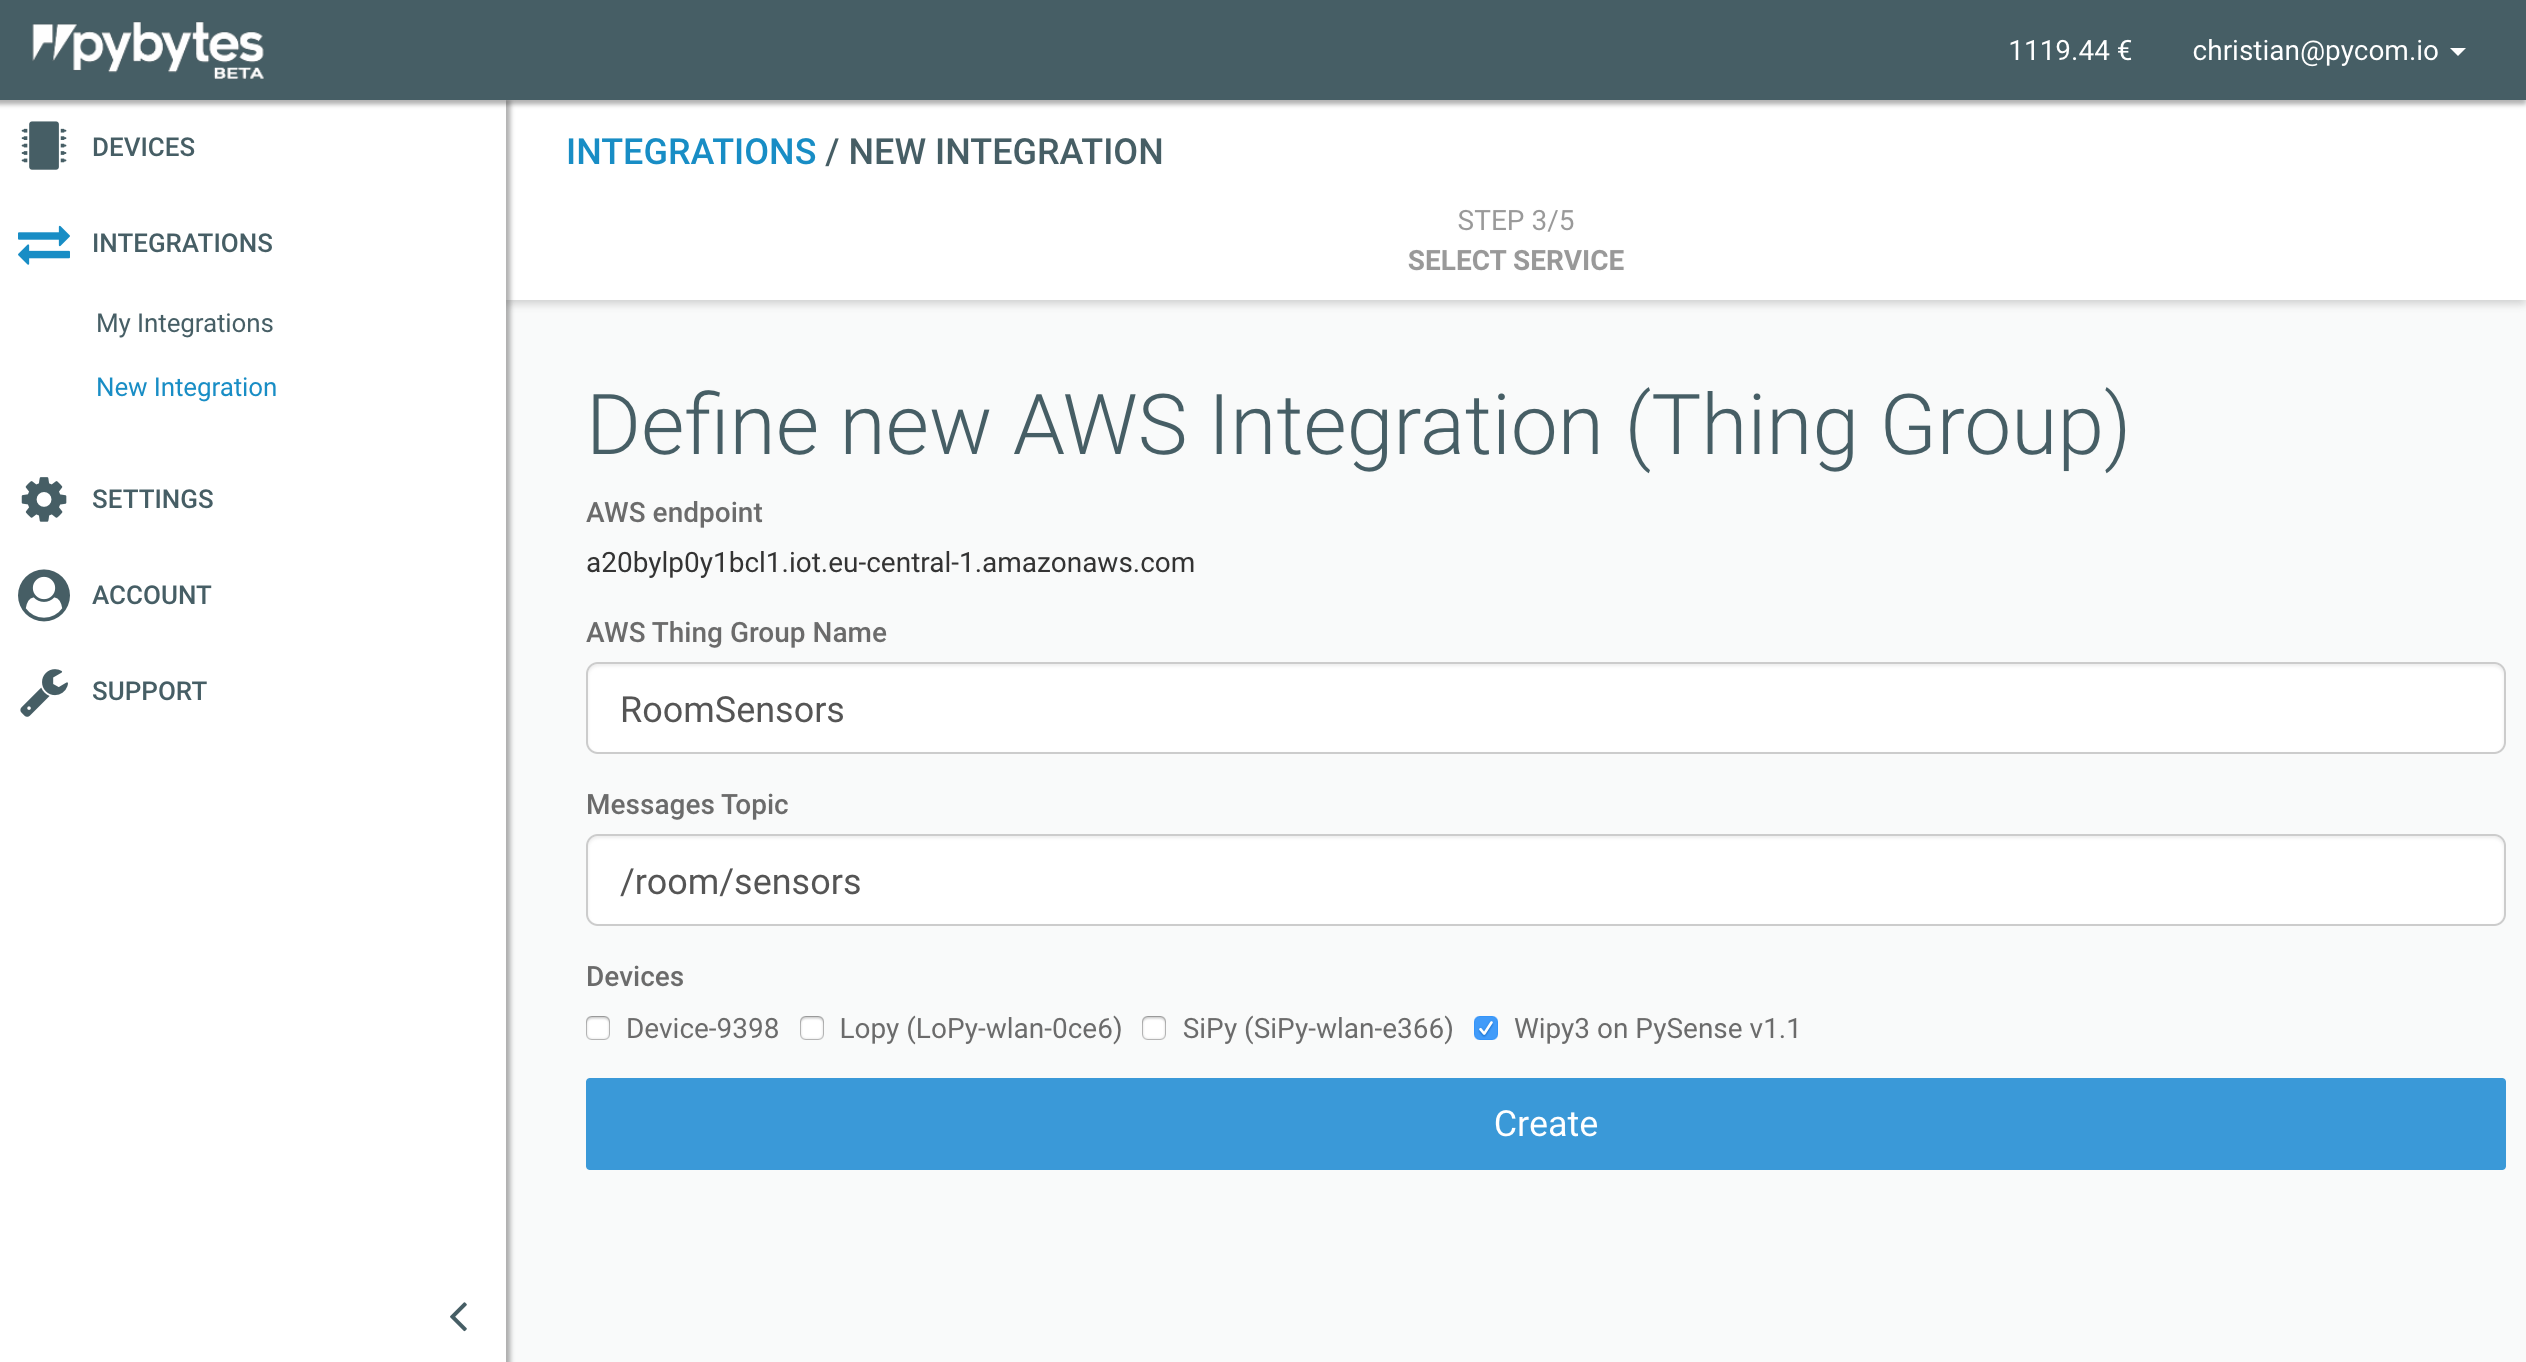 pybytes
BETA
1119.44 €
christian@pycom.io
DEVICES
INTEGRATIONS
My Integrations
New Integration
SETTINGS
ACCOUNT
SUPPORT
INTEGRATIONS / NEW INTEGRATION
STEP 3/5
SELECT SERVICE
Define new AWS Integration (Thing Group)
AWS endpoint
a20bylp0y1bcl1.iot.eu-central-1.amazonaws.com
AWS Thing Group Name
RoomSensors
Messages Topic
/room/sensors
Devices
Device-9398 Lopy (LoPy-wlan-0ce6) SiPy (SiPy-wlan-e366) Wipy3 on PySense v1.1
Create